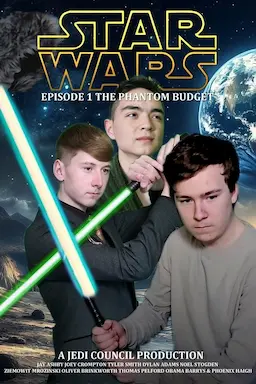 STAR
WARS
EPISODE 1 THE PHANTOM BUDGET
A JEDI COUNCIL PRODUCTION
JAY ASHBY JOEY CROMPTON TYLER SMITH DYLAN ADAMS NOEL STOGDEN
ZIEMOWIT MROZINSKI OLIVER BRINKWORTH THOMAS PEFORD OBAMA BARRYS & PHOENIX HAIGH